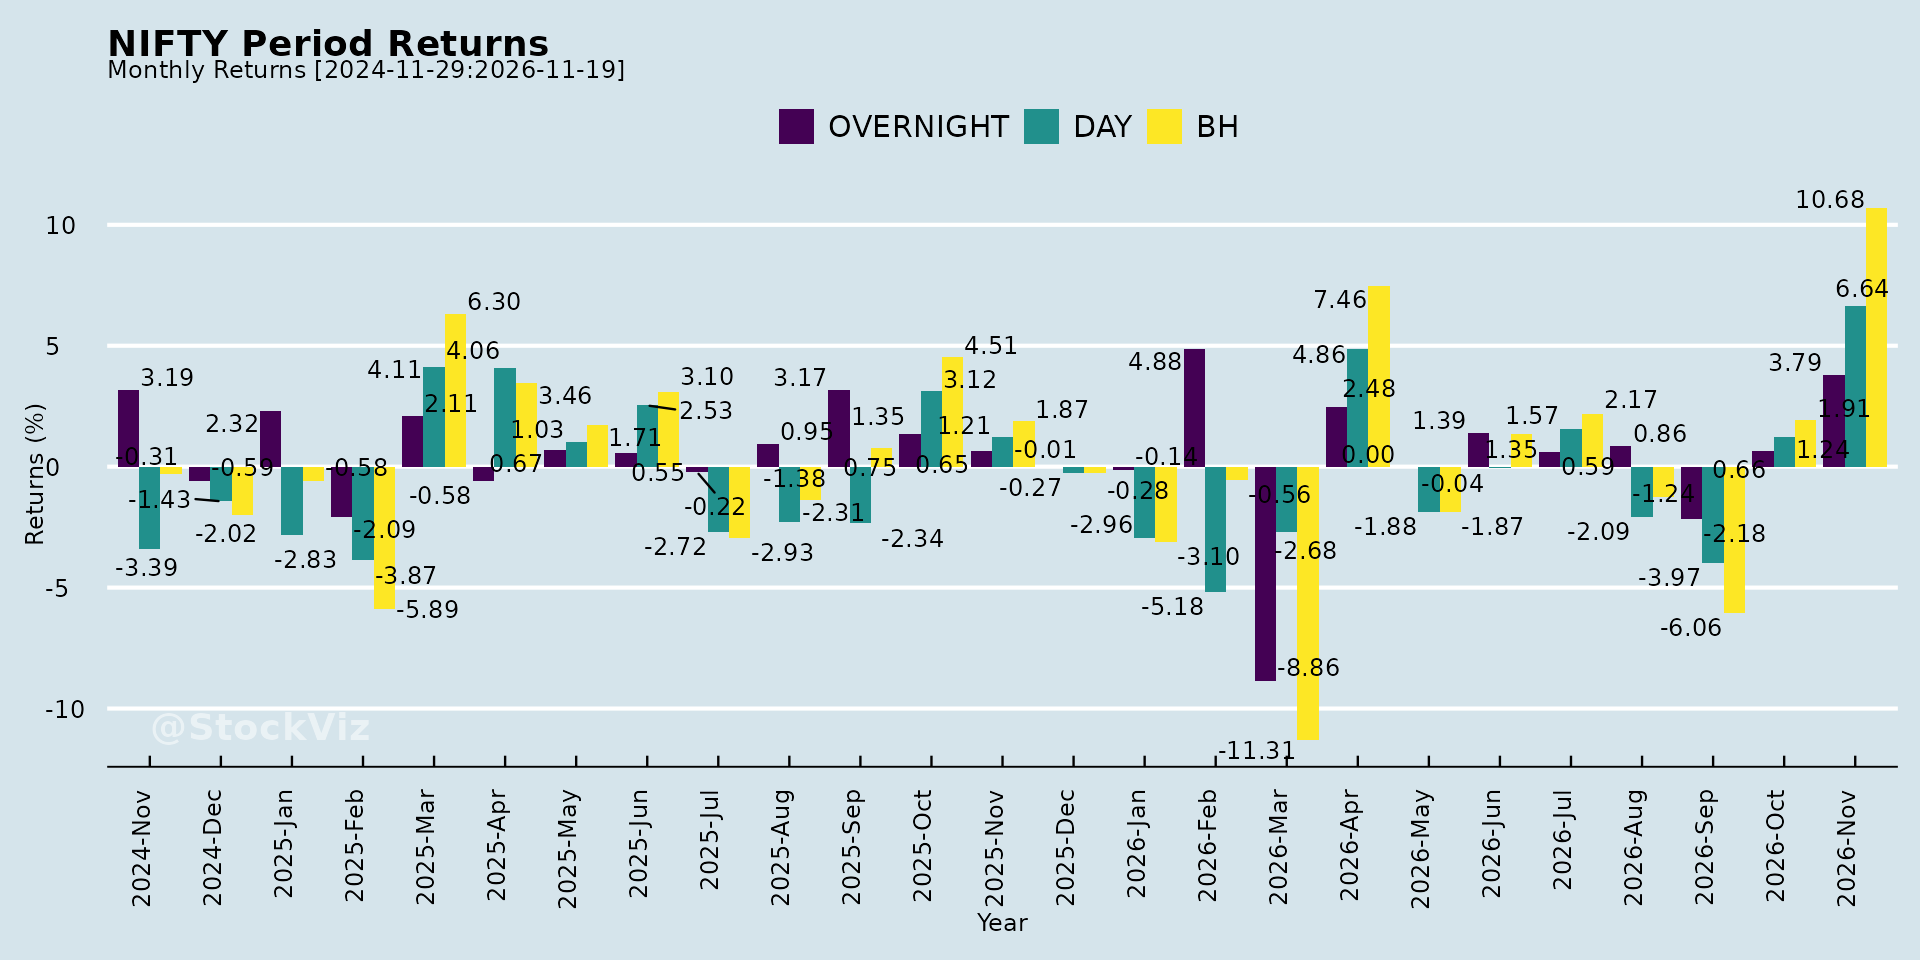 NIFTY Period Returns
Monthly Returns [2024-11-29:2026-11-19]
OVERNIGHT DAY BH
Returns (%)
10
5
0
-5
-10
3.19
-0.31
-1.43
-3.39
2.32
-0.59
-2.02
-2.83
-0.58
-2.09
-3.87
-5.89
4.11
2.11
6.30
4.06
-0.58
0.67
3.46
1.03
1.71
0.55
3.10
2.53
-0.22
-2.72
-2.93
0.95
-1.38
-2.31
3.17
0.75
-2.34
1.35
3.12
4.51
0.65
1.21
1.87
-0.01
-0.27
-0.28
-0.14
-2.96
-3.10
4.88
-5.18
-0.56
-8.86
-2.68
-11.31
7.46
4.86
2.48
0.00
-1.88
-1.87
1.39
-0.04
1.35
1.57
0.59
2.17
0.86
-2.09
-1.24
-2.18
-3.97
-6.06
0.66
1.24
1.91
3.79
6.64
10.68
@StockViz
2024-Nov
2024-Dec
2025-Jan
2025-Feb
2025-Mar
2025-Apr
2025-May
2025-Jun
2025-Jul
2025-Aug
2025-Sep
2025-Oct
2025-Nov
2025-Dec
2026-Jan
2026-Feb
2026-Mar
2026-Apr
2026-May
2026-Jun
2026-Jul
2026-Aug
2026-Sep
2026-Oct
2026-Nov
Year